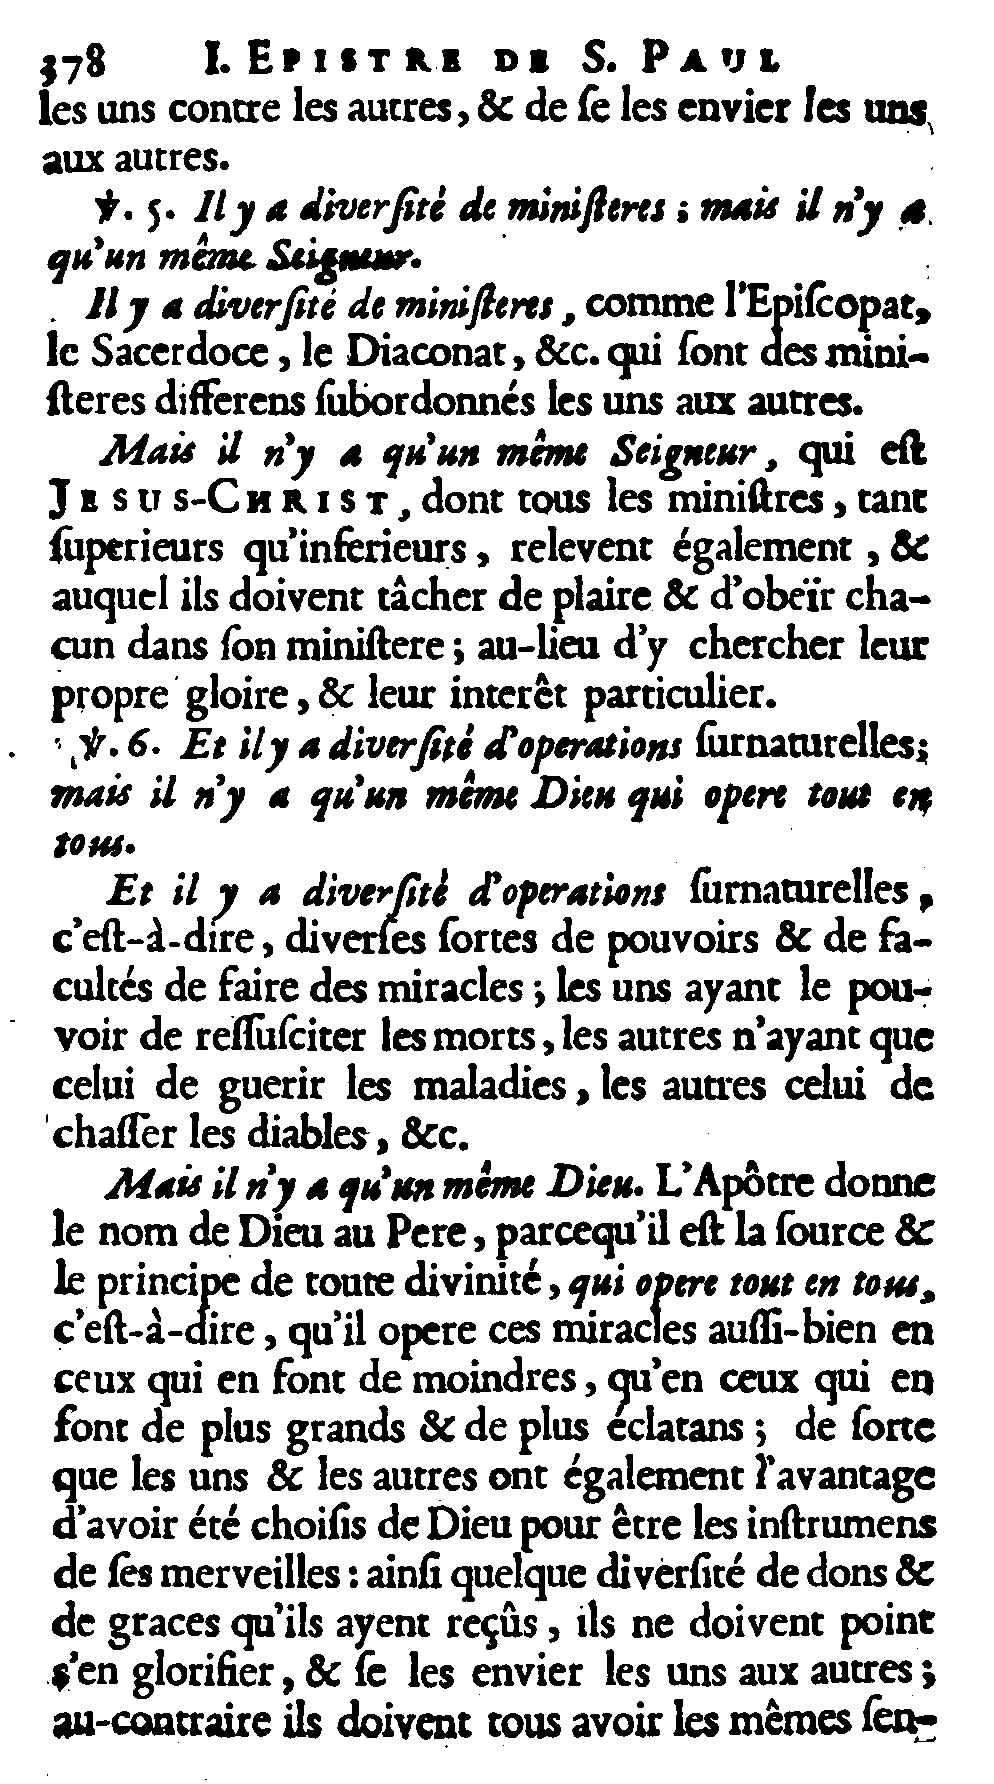 378 I. EPISTRE DE S. PAUL
les uns contre les autres, & de ſe les envier les uns
aux autres.
℣. 5. Il y a diverſité de miniſteres ; mais il n'y a
qu'un même Seigneur.
Il y a diverſité de miniſteres, comme l'Epiſcopat,
le Sacerdoce, le Diaconat, &c. qui ſont des mini-
ſteres differens ſubordonnés les uns aux autres.
Mais il n'y a qu'un même Seigneur, qui eſt
JESUS-CHRIST, dont tous les miniſtres, tant
ſuperieurs qu'inferieurs, relevent également, &
auquel ils doivent tâcher de plaire & d'obeïr cha-
cun dans ſon miniſtere ; au-lieu d'y chercher leur
propre gloire, & leur interêt particulier.
℣. 6. Et il y a diverſité d'operations ſurnaturelles;
mais il n'y a qu'un même Dieu qui opere tout en
tous.
Et il y a diverſité d'operations ſurnaturelles,
c'eſt-à-dire, diverſes ſortes de pouvoirs & de fa-
cultés de faire des miracles ; les uns ayant le pou-
voir de reſſuſciter les morts, les autres n'ayant que
celui de guerir les maladies, les autres celui de
chaſſer les diables, &c.
Mais il n'y a qu'un même Dieu. L'Apôtre donne
le nom de Dieu au Pere, parcequ'il eſt la ſource &
le principe de toute divinité, qui opere tout en tous,
c'eſt-à-dire, qu'il opere ces miracles auſſi-bien en
ceux qui en font de moindres, qu'en ceux qui en
font de plus grands & de plus éclatans ; de ſorte
que les uns & les autres ont également l'avantage
d'avoir été choiſis de Dieu pour être les inſtrumens
de ſes merveilles : ainſi quelque diverſité de dons &
de graces qu'ils ayent reçûs, ils ne doivent point
s'en glorifier, & ſe les envier les uns aux autres ;
au-contraire ils doivent tous avoir les mêmes ſen-